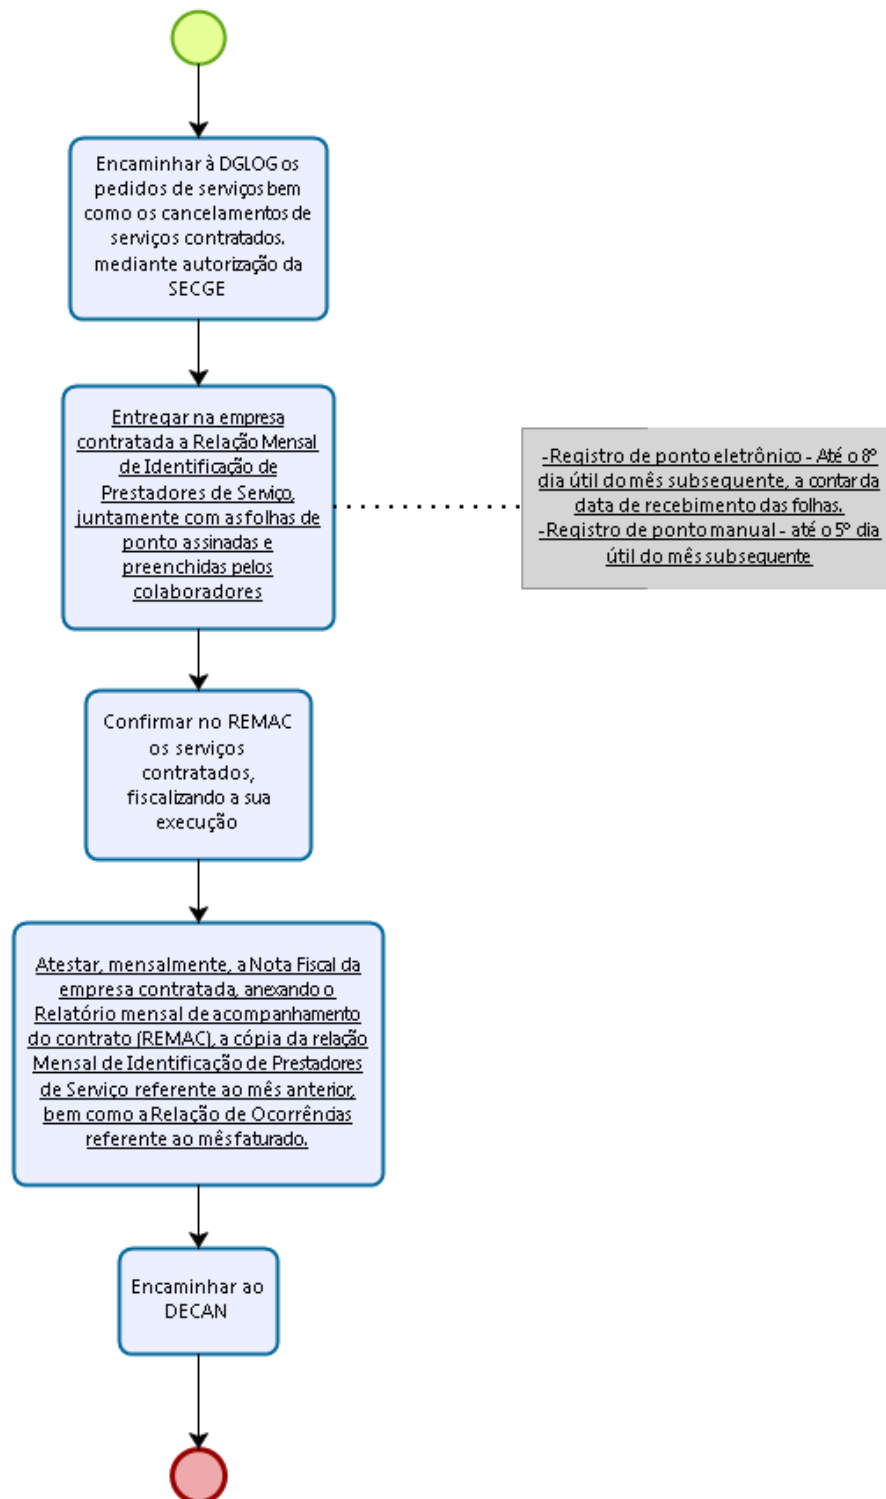 Encaminhar à DGLOG os
pedidos de serviços bem
como os cancelamentos de
serviços contratados.
mediante autorização da
SECGE
Entregar na empresa
contratada a Relação Mensal
de Identificação de
Prestadores de Serviço,
juntamente com as folhas de
ponto assinadas e
preenchidas pelos
colaboradores
-Registro de ponto eletrônico - Até o 8º
dia útil do mês subsequente, a contar da
data de recebimento das folhas.
-Registro de ponto manual - até o 5º dia
útil do mês subsequente
Confirmar no REMAC
os serviços
contratados,
fiscalizando a sua
execução
Atestar, mensalmente, a Nota Fiscal da
empresa contratada, anexando o
Relatório mensal de acompanhamento
do contrato (REMAC), a cópia da relação
Mensal de Identificação de Prestadores
de Serviço referente ao mês anterior,
bem como a Relação de Ocorrências
referente ao mês faturado.
Encaminhar ao
DECAN